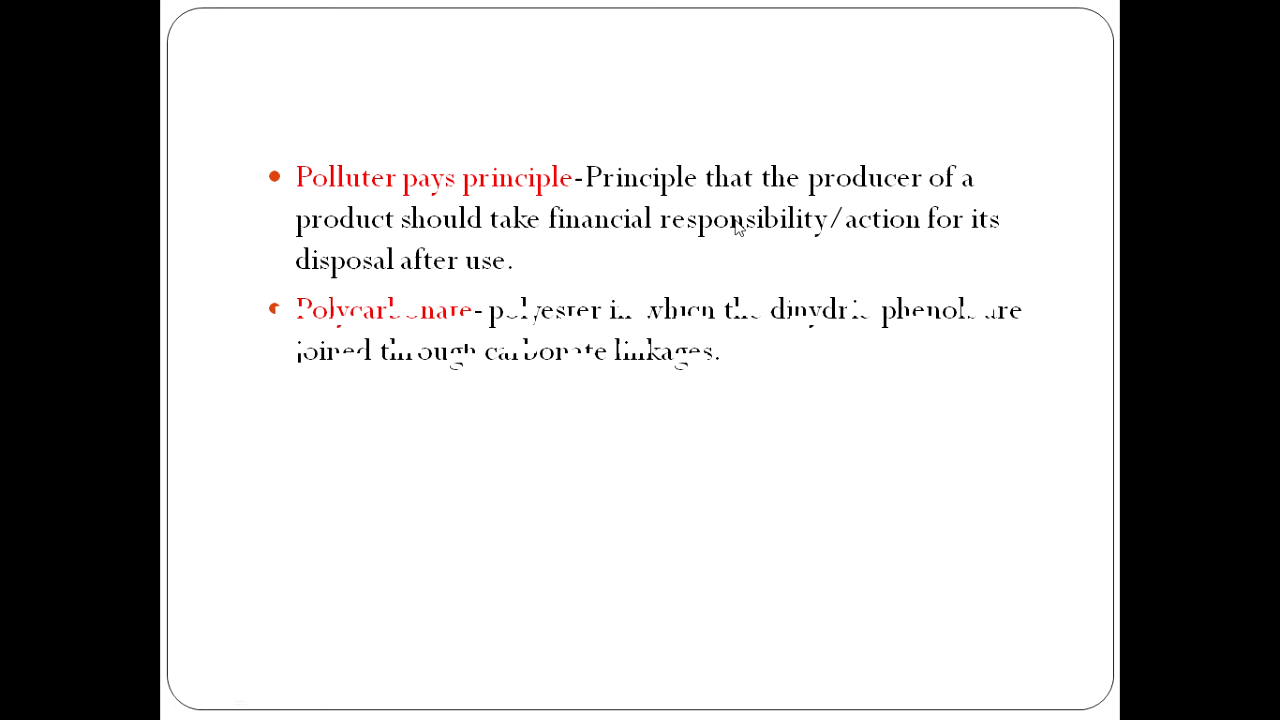 Polluter pays principle-Principle that the producer of a
product should take financial responsibility/action for its
disposal after use.
Polycarbonate- polyester in which the dihydric phenols are
joined through carbonate linkages.